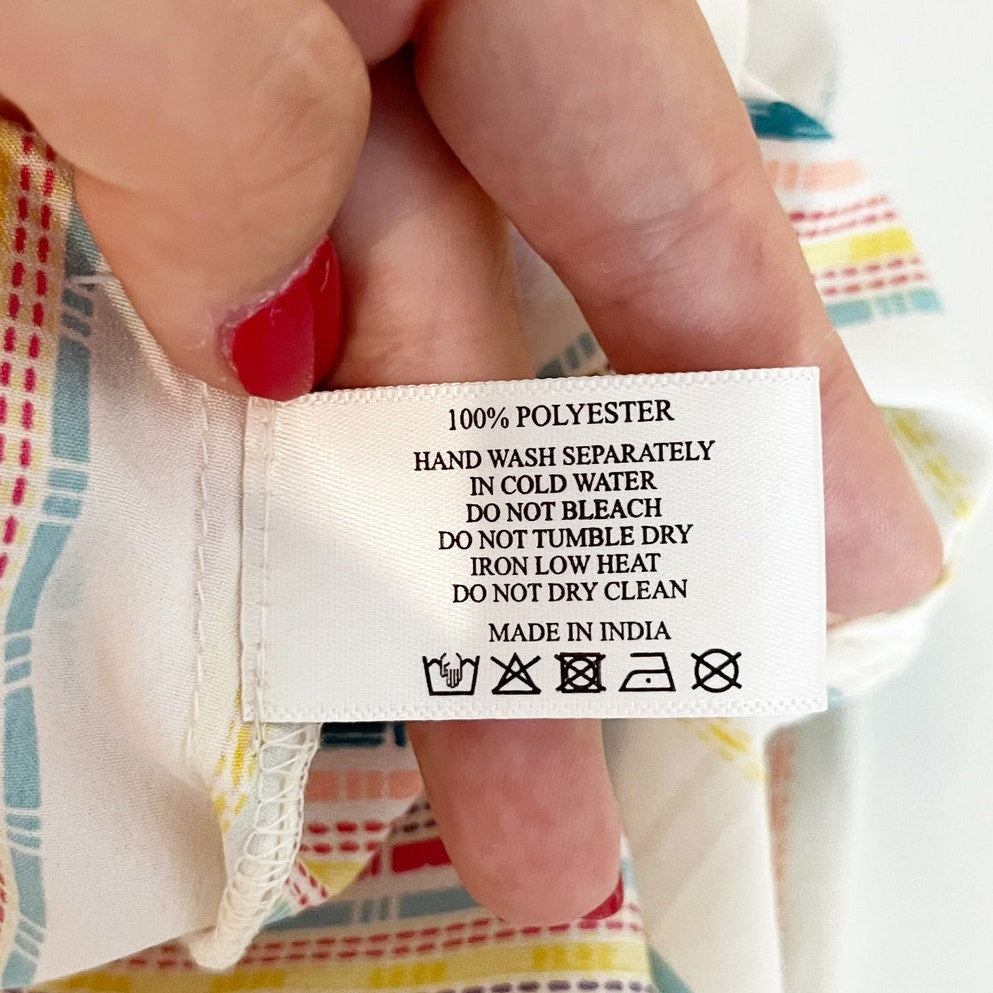 100% POLYESTER
HAND WASH SEPARATELY
IN COLD WATER
DO NOT BLEACH
DO NOT TUMBLE DRY
IRON LOW HEAT
DO NOT DRY CLEAN
MADE IN INDIA